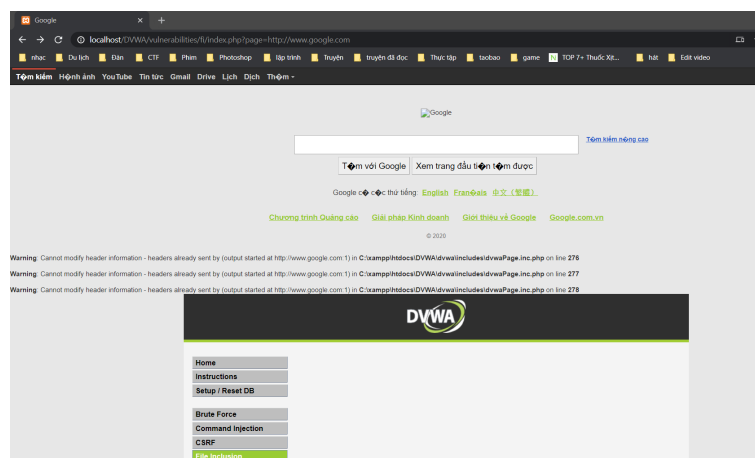 Google
localhost/DVWA/vulnerabilities/fi/index.php?page=http://www.google.com
nhạc Du lịch Đàn CTF Phim Photoshop lập trình Truyện truyện đã đọc Thực tập taobao game TOP 7+ Thuốc Xịt... hát Edit video
T�m kiếm H�nh ảnh YouTube Tin tức Gmail Drive Lịch Dịch Th�m
Google
T�m kiếm n�ng cao
T�m với Google Xem trang đầu ti�n t�m được
Google c� c�c thứ tiếng: English Fran�ais 中文 (繁體)
Chương trình Quảng cáo Giải pháp Kinh doanh Giới thiệu về Google Google.com.vn
© 2020
Warning: Cannot modify header information - headers already sent by (output started at http://www.google.com:1) in C:\xampp\htdocs\DVWA\dvwa\includes\dvwaPage.inc.php on line 276
Warning: Cannot modify header information - headers already sent by (output started at http://www.google.com:1) in C:\xampp\htdocs\DVWA\dvwa\includes\dvwaPage.inc.php on line 277
Warning: Cannot modify header information - headers already sent by (output started at http://www.google.com:1) in C:\xampp\htdocs\DVWA\dvwa\includes\dvwaPage.inc.php on line 278
DVWA
Home
Instructions
Setup / Reset DB
Brute Force
Command Injection
CSRF
File Inclusion